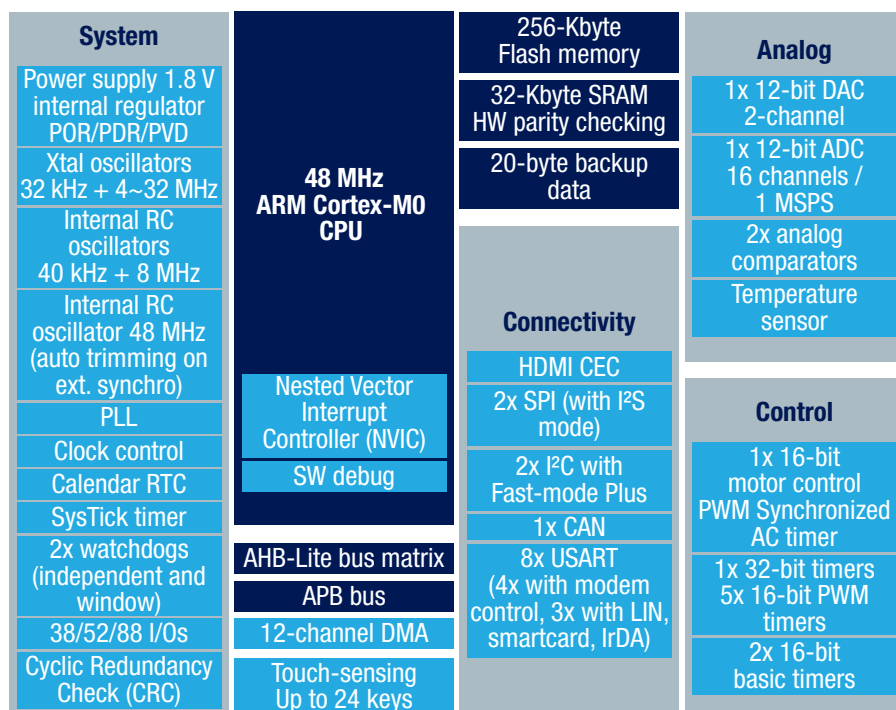 System
Power supply 1.8 V
internal regulator
POR/PDR/PVD
Xtal oscillators
32 kHz + 4~32 MHz
Internal RC
oscillators
40 kHz + 8 MHz
Internal RC
oscillator 48 MHz
(auto trimming on
ext. synchro)
PLL
Clock control
Calendar RTC
SysTick timer
2x watchdogs
(independent and
window)
38/52/88 I/Os
Cyclic Redundancy
Check (CRC)
48 MHz
ARM Cortex-M0
CPU
Nested Vector
Interrupt
Controller (NVIC)
SW debug
AHB-Lite bus matrix
APB bus
12-channel DMA
Touch-sensing
Up to 24 keys
256-Kbyte
Flash memory
32-Kbyte SRAM
HW parity checking
20-byte backup
data
Connectivity
HDMI CEC
2x SPI (with I²S
mode)
2x I²C with
Fast-mode Plus
1x CAN
8x USART
(4x with modem
control, 3x with LIN,
smartcard, IrDA)
Analog
1x 12-bit DAC
2-channel
1x 12-bit ADC
16 channels /
1 MSPS
2x analog
comparators
Temperature
sensor
Control
1x 16-bit
motor control
PWM Synchronized
AC timer
1x 32-bit timers
5x 16-bit PWM
timers
2x 16-bit
basic timers